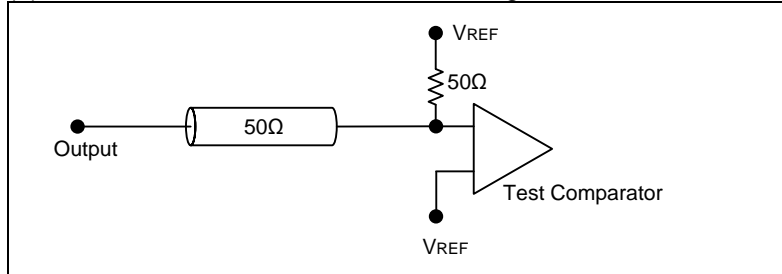 VREF
50Ω
50Ω
Output
Test Comparator
VREF